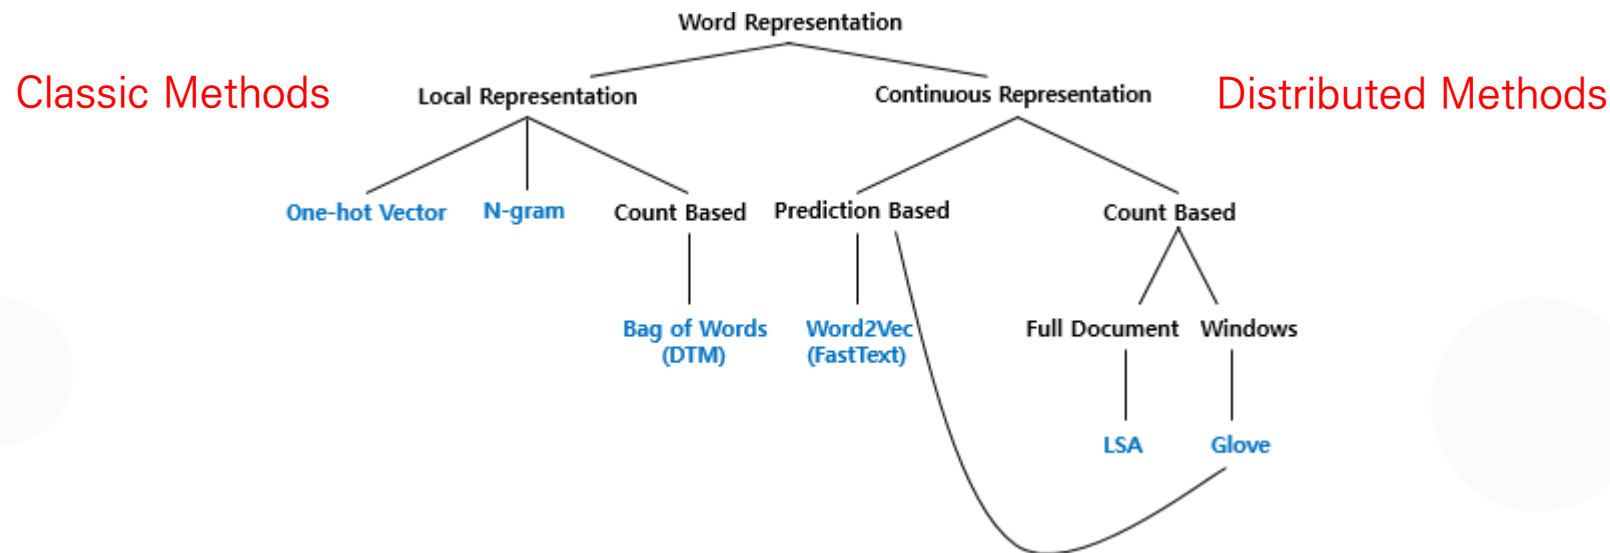 Word Representation
Classic Methods
Local Representation
Continuous Representation
Distributed Methods
One-hot Vector
N-gram
Count Based
Prediction Based
Count Based
Bag of Words
(DTM)
Word2Vec
(FastText)
Full Document
Windows
LSA
Glove